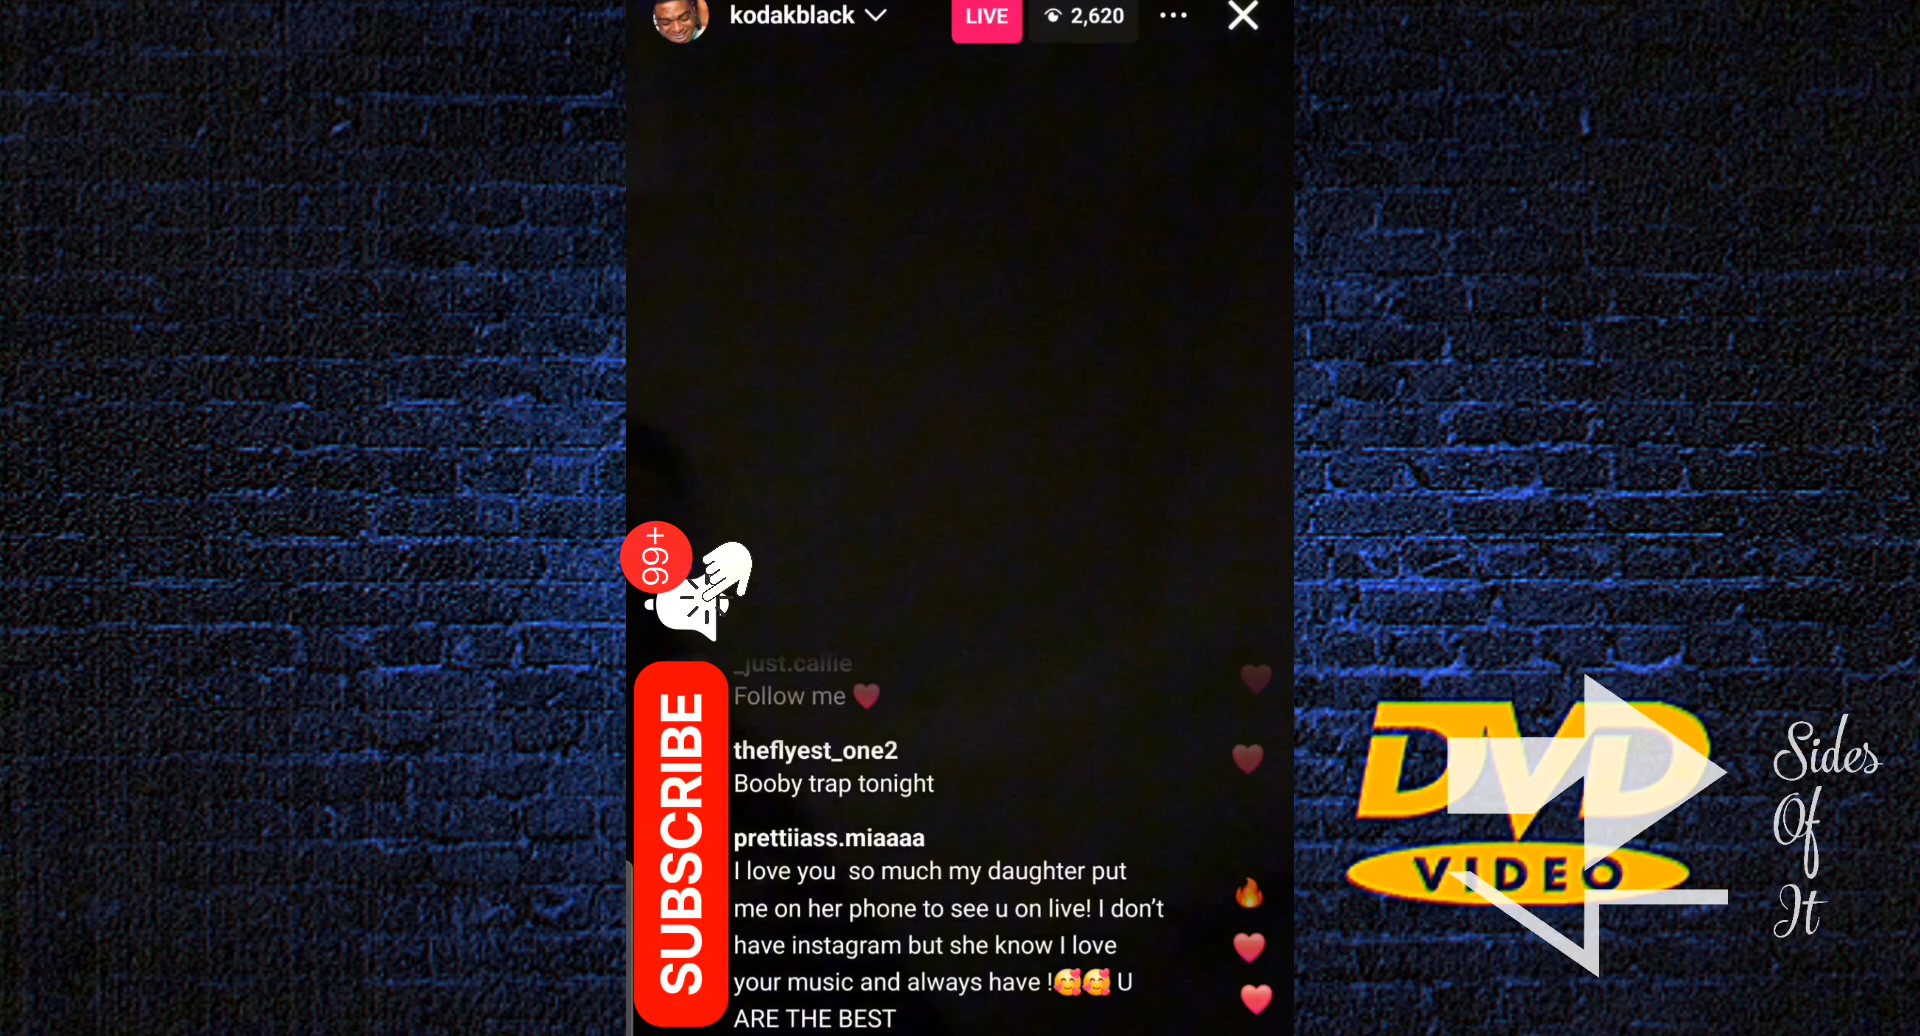 kodakblack
LIVE
2,620
99+
SUBSCRIBE
_just.callie
Follow me ❤️
theflyest_one2
Booby trap tonight
prettiiass.miaaaa
I love you  so much my daughter put
me on her phone to see u on live! I don’t
have instagram but she know I love
your music and always have !🥰🥰 U
ARE THE BEST
DVD
VIDEO
Sides
Of
It